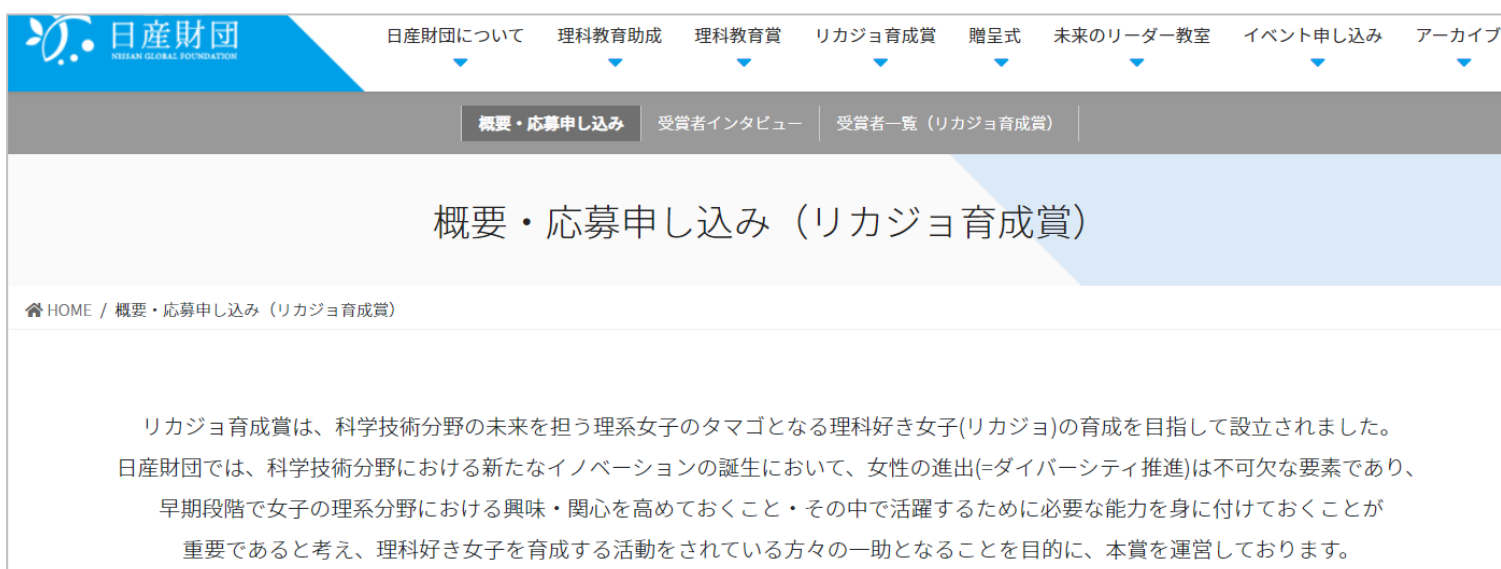 日産財団
NISSAN GLOBAL FOUNDATION
日産財団について 理科教育助成 理科教育賞 リカジョ育成賞 贈呈式 未来のリーダー教室 イベント申し込み アーカイブ
概要・応募申し込み 受賞者インタビュー 受賞者一覧（リカジョ育成賞）
概要・応募申し込み（リカジョ育成賞）
HOME / 概要・応募申し込み（リカジョ育成賞）
リカジョ育成賞は、科学技術分野の未来を担う理系女子のタマゴとなる理科好き女子(リカジョ)の育成を目指して設立されました。
日産財団では、科学技術分野における新たなイノベーションの誕生において、女性の進出(=ダイバーシティ推進)は不可欠な要素であり、
早期段階で女子の理系分野における興味・関心を高めておくこと・その中で活躍するために必要な能力を身に付けておくことが
重要であると考え、理科好き女子を育成する活動をされている方々の一助となることを目的に、本賞を運営しております。